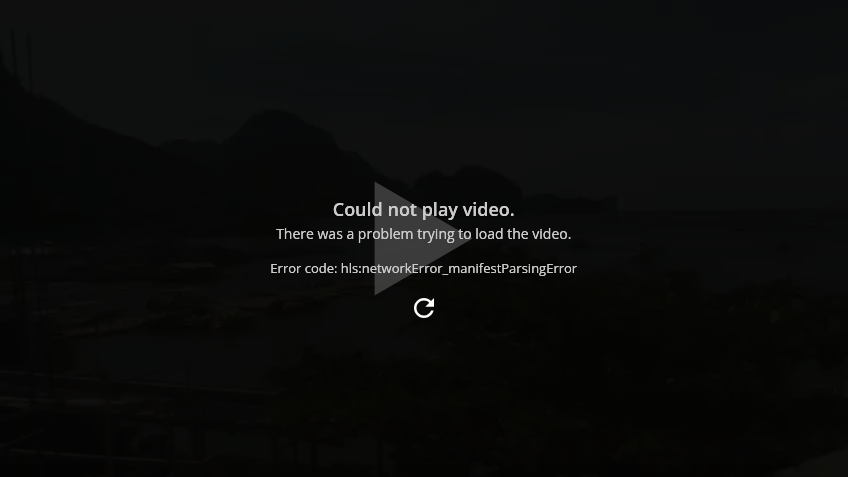 Could not play video.
There was a problem trying to load the video.
Error code: hls:networkError_manifestParsingError